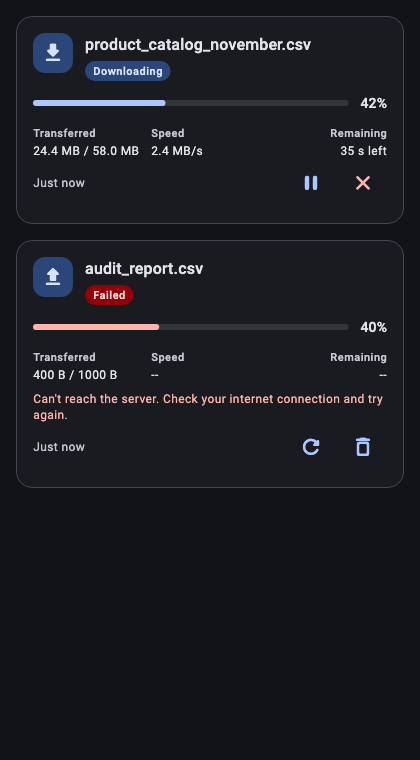 product_catalog_november.csv
Downloading
42%
Transferred Speed Remaining
24.4 MB / 58.0 MB 2.4 MB/s 35 s left
Just now
audit_report.csv
Failed
40%
Transferred Speed Remaining
400 B / 1000 B -- --
Can't reach the server. Check your internet connection and try
again.
Just now